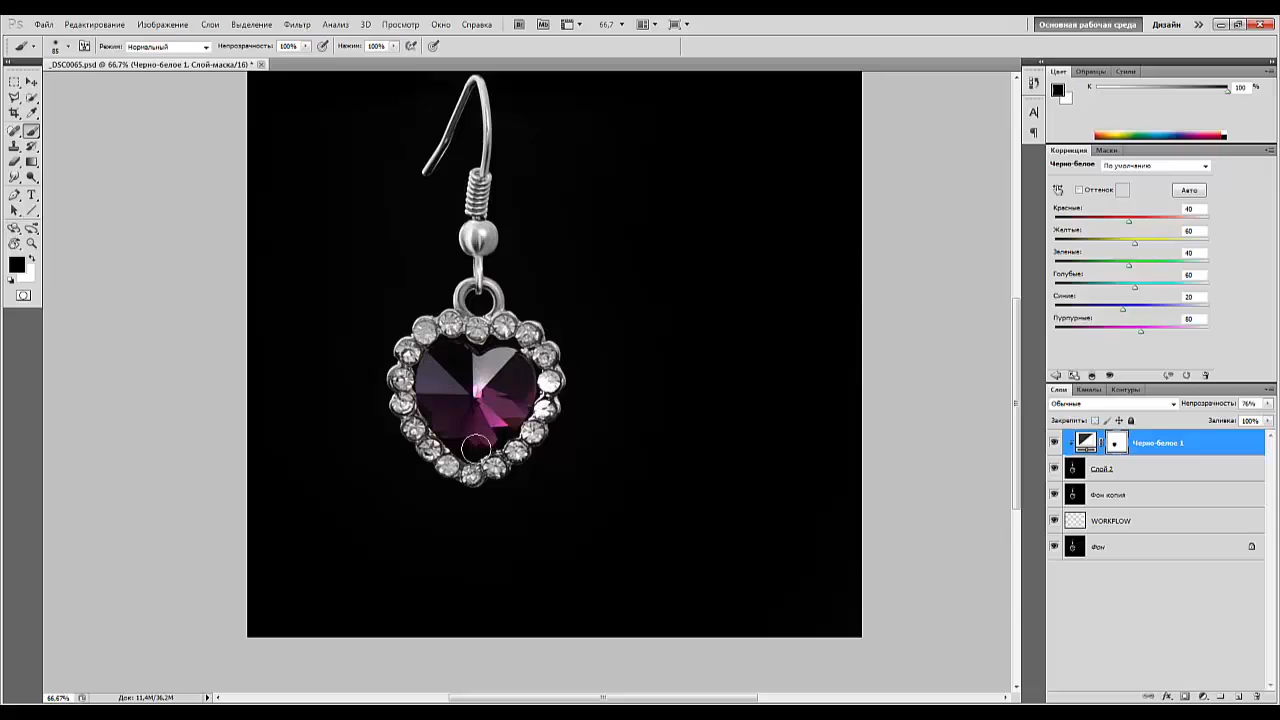 Ps Файл Редактирование Изображение Слои Выделение Фильтр Анализ 3D Просмотр Окно Справка Br Mb 66,7 Основная рабочая среда Дизайн
85 Режим: Нормальный Непрозрачность: 100% Нажим: 100%
_DSC0065.psd @ 66,7% (Черно-белое 1, Слой-маска/16) *
Цвет Образцы Стили
K 100 %
Коррекция Маски
Черно-белое По умолчанию
Оттенок Авто
Красные: 40
Желтые: 60
Зеленые: 40
Голубые: 60
Синие: 20
Пурпурные: 80
Слои Каналы Контуры
Обычные Непрозрачность: 76%
Закрепить: Заливка: 100%
Черно-белое 1
Слой 2
Фон копия
WORKFLOW
Фон
66,67% Док: 11,4M/36,2M